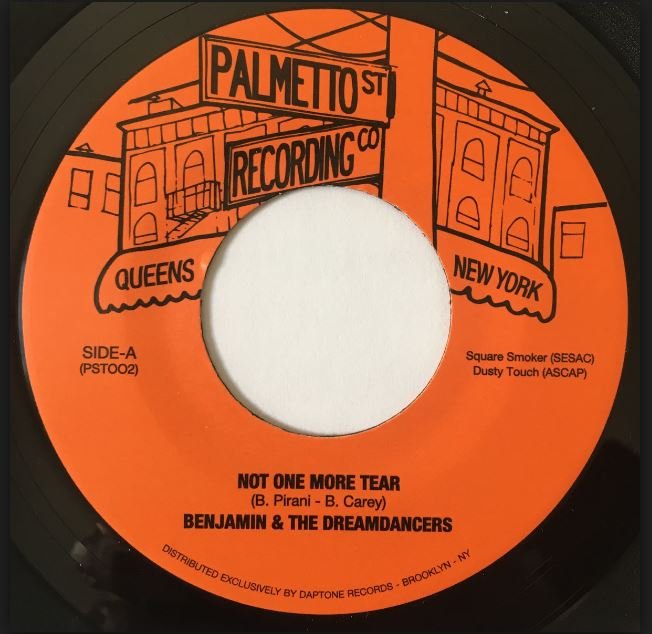 PALMETTO ST
RECORDING CO
QUEENS
NEW YORK
SIDE-A
(PST002)
Square Smoker (SESAC)
Dusty Touch (ASCAP)
NOT ONE MORE TEAR
(B. Pirani - B. Carey)
BENJAMIN & THE DREAMDANCERS
DISTRIBUTED EXCLUSIVELY BY DAPTONE RECORDS - BROOKLYN - NY